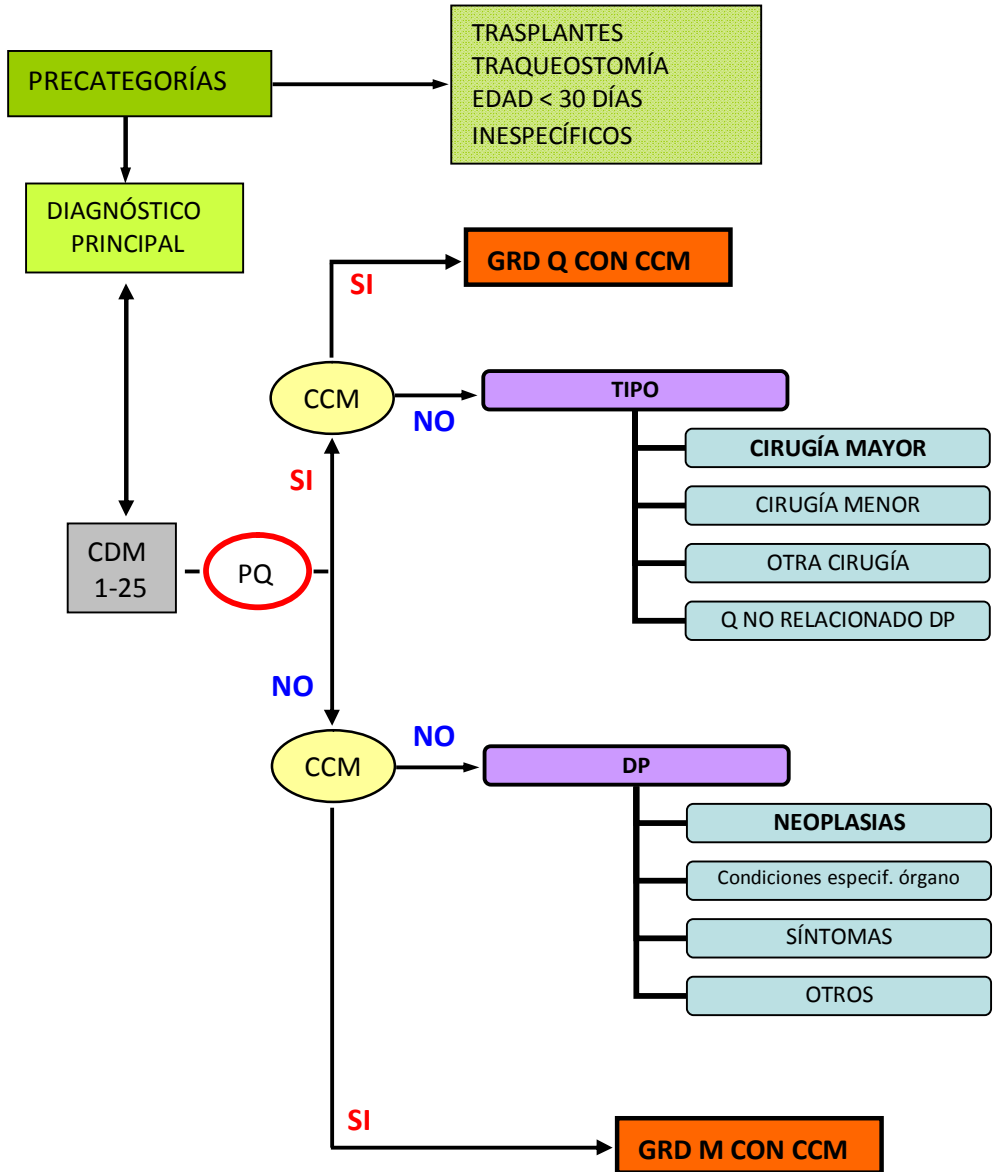 PRECATEGORÍAS
TRASPLANTES
TRAQUEOSTOMÍA
EDAD < 30 DÍAS
INESPECÍFICOS
DIAGNÓSTICO
PRINCIPAL
GRD Q CON CCM
SI
CCM
NO
TIPO
CIRUGÍA MAYOR
CIRUGÍA MENOR
OTRA CIRUGÍA
Q NO RELACIONADO DP
SI
CDM
1-25
PQ
NO
CCM
NO
DP
NEOPLASIAS
Condiciones especif. órgano
SÍNTOMAS
OTROS
SI
GRD M CON CCM